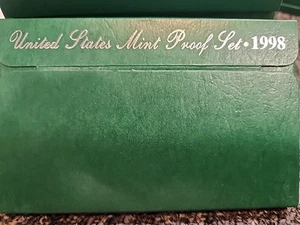 United States Mint Proof Set • 1998